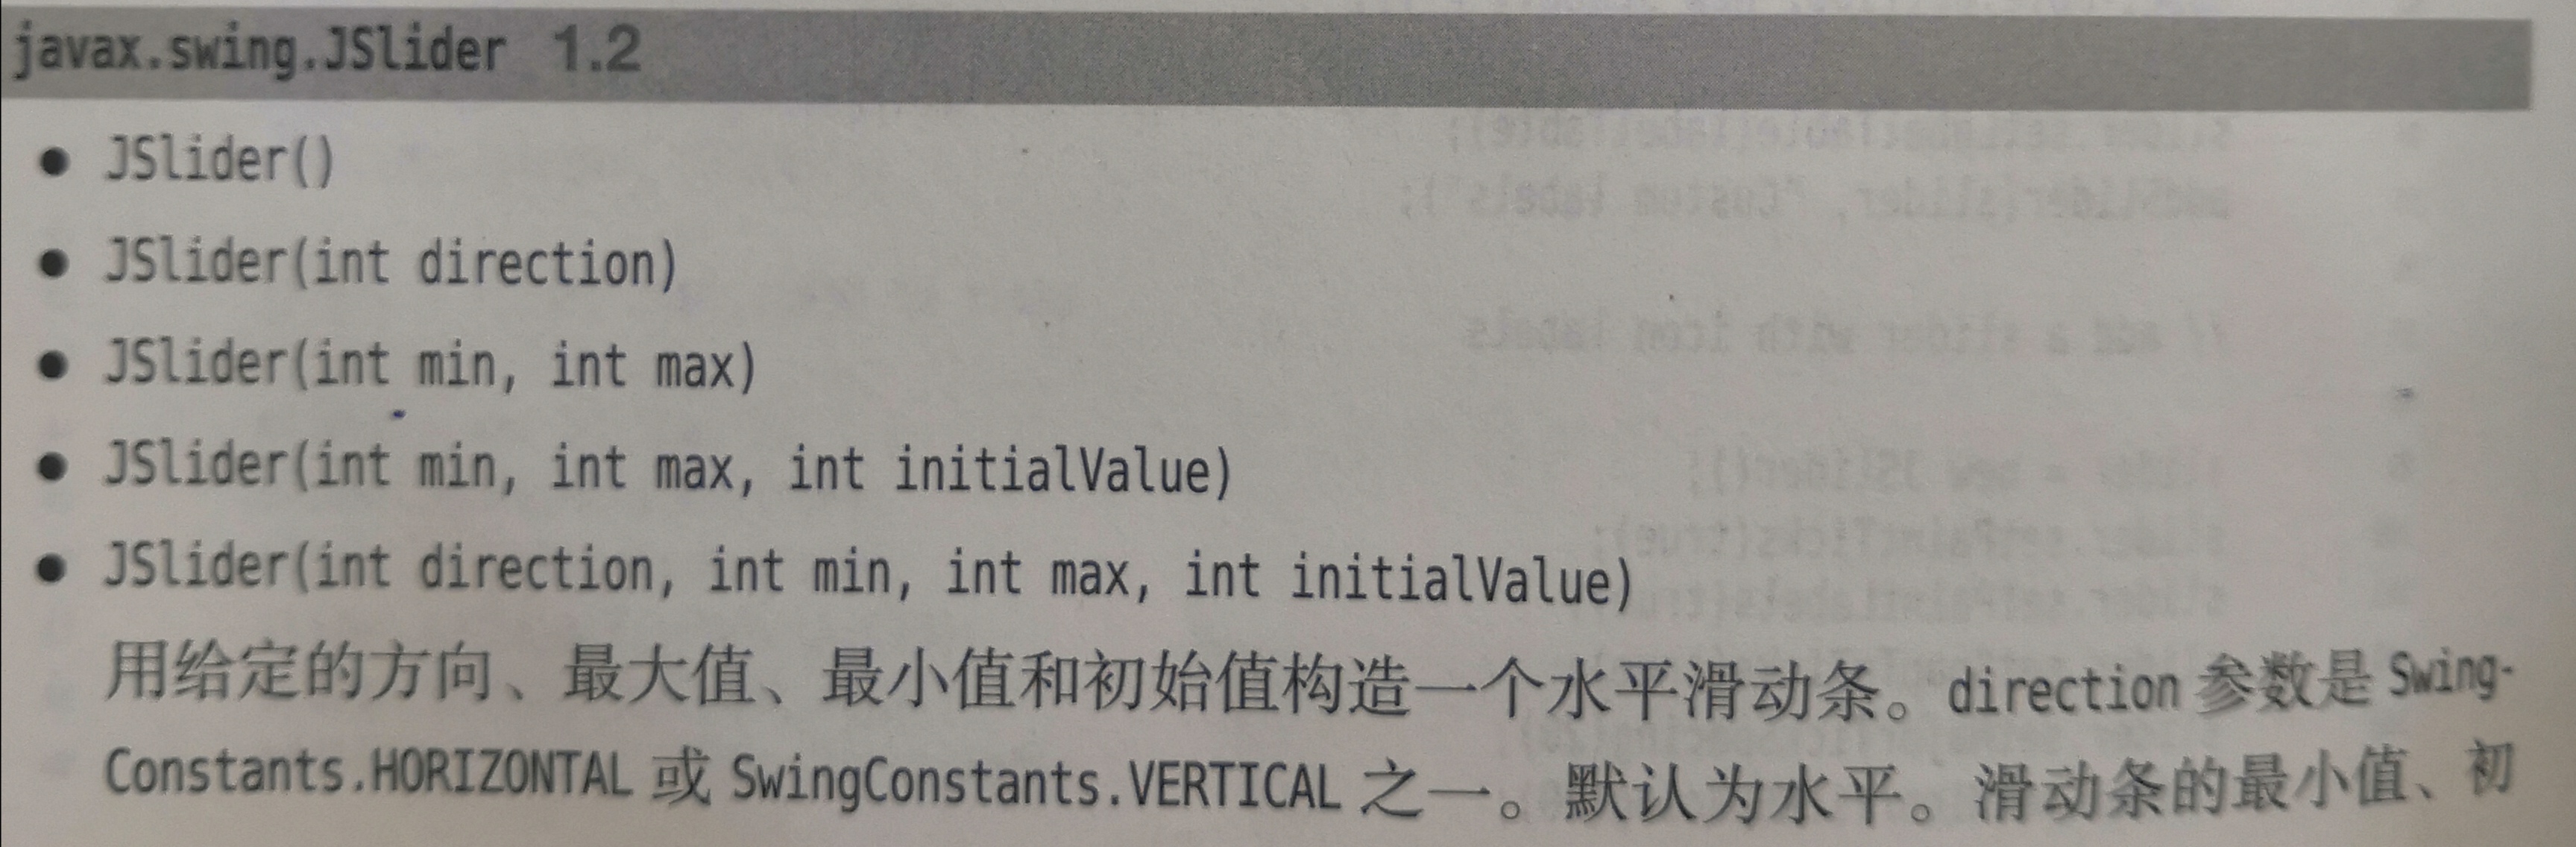 javax.swing.JSlider 1.2
● JSlider()
● JSlider(int direction)
● JSlider(int min, int max)
● JSlider(int min, int max, int initialValue)
● JSlider(int direction, int min, int max, int initialValue)
用给定的方向、最大值、最小值和初始值构造一个水平滑动条。direction 参数是 Swing-
Constants.HORIZONTAL 或 SwingConstants.VERTICAL 之一。默认为水平。滑动条的最小值、初